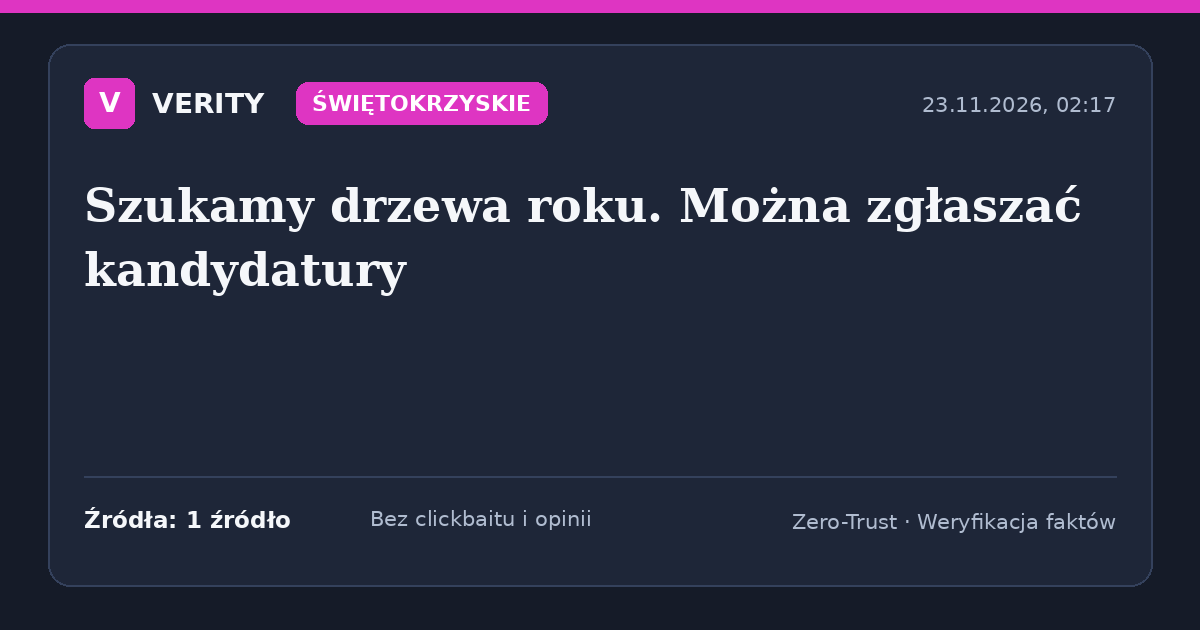 V VERITY ŚWIĘTOKRZYSKIE 23.11.2026, 02:17
Szukamy drzewa roku. Można zgłaszać
kandydatury
Źródła: 1 źródło Bez clickbaitu i opinii Zero-Trust · Weryfikacja faktów